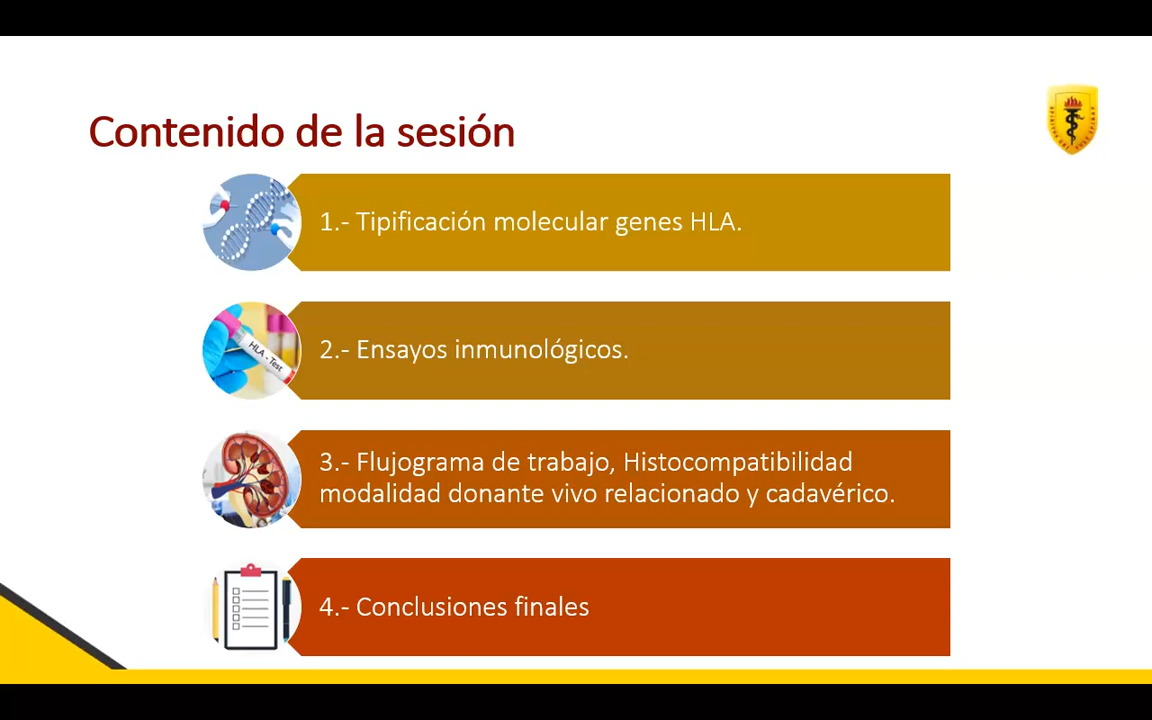 Contenido de la sesión
1.- Tipificación molecular genes HLA.
HLA - Test
2.- Ensayos inmunológicos.
3.- Flujograma de trabajo, Histocompatibilidad
modalidad donante vivo relacionado y cadavérico.
4.- Conclusiones finales